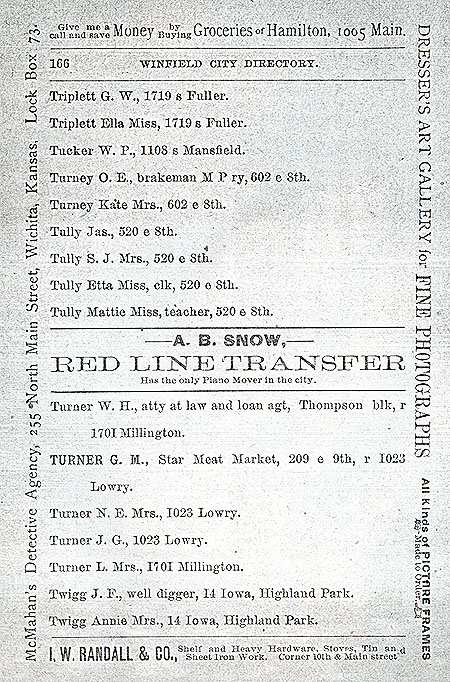 Give me a call and save Money by Buying Groceries of Hamilton, 1005 Main.
166 WINFIELD CITY DIRECTORY.
Triplett G. W., 1719 s Fuller.
Triplett Ella Miss, 1719 s Fuller.
Tucker W. P., 1108 s Mansfield.
Turney O. E., brakeman M P ry, 602 e 8th.
Turney Kate Mrs., 602 e 8th.
Tully Jas., 520 e 8th.
Tully S. J. Mrs., 520 e 8th.
Tully Etta Miss, clk, 520 e 8th.
Tully Mattie Miss, teacher, 520 e 8th.
—A. B. SNOW,—
RED LINE TRANSFER
Has the only Piano Mover in the city.
Turner W. H., atty at law and loan agt, Thompson blk, r
1701 Millington.
TURNER G. M., Star Meat Market, 209 e 9th, r 1023
Lowry.
Turner N. E. Mrs., 1023 Lowry.
Turner J. G., 1023 Lowry.
Turner L. Mrs., 1701 Millington.
Twigg J. F., well digger, 14 Iowa, Highland Park.
Twigg Annie Mrs., 14 Iowa, Highland Park.
I. W. RANDALL & CO., Shelf and Heavy Hardware, Stoves, Tin and Sheet Iron Work. Corner 10th & Main street
McMahan's Detective Agency, 255 North Main Street, Wichita, Kansas. Lock Box 73.
DRESSER'S ART GALLERY for FINE PHOTOGRAPHS All Kinds of PICTURE FRAMES Made to Order.